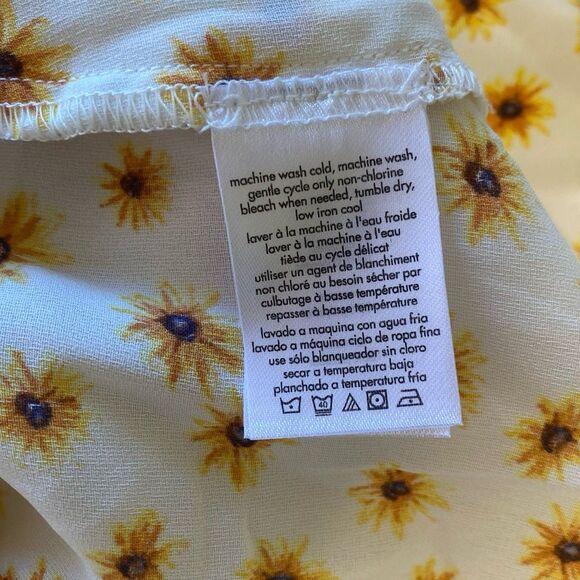 machine wash cold, machine wash,
gentle cycle only non-chlorine
bleach when needed, tumble dry,
low iron cool
laver à la machine à l'eau froide
laver à la machine à l'eau
tiède au cycle délicat
utiliser un agent de blanchiment
non chloré au besoin sécher par
culbutage à basse température
repasser à basse température
lavado a maquina con agua fria
lavado a máquina ciclo de ropa fina
use sólo blanqueador sin cloro
secar a temperatura baja
planchado a temperatura fría
40